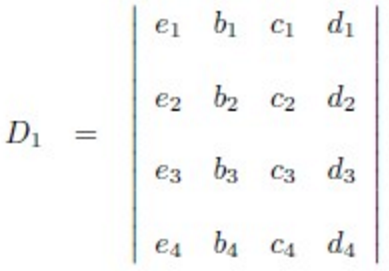 e₁ b₁ c₁ d₁
e₂ b₂ c₂ d₂
D₁ =
e₃ b₃ c₃ d₃
e₄ b₄ c₄ d₄